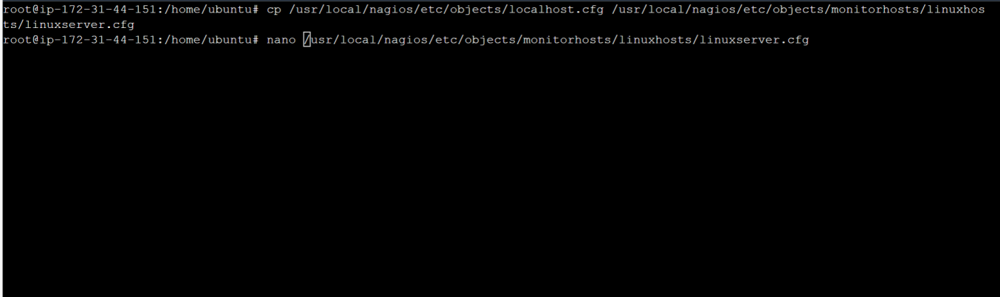 root@ip-172-31-44-151:/home/ubuntu# cp /usr/local/nagios/etc/objects/localhost.cfg /usr/local/nagios/etc/objects/monitorhosts/linuxhos
ts/linuxserver.cfg
root@ip-172-31-44-151:/home/ubuntu# nano /usr/local/nagios/etc/objects/monitorhosts/linuxhosts/linuxserver.cfg